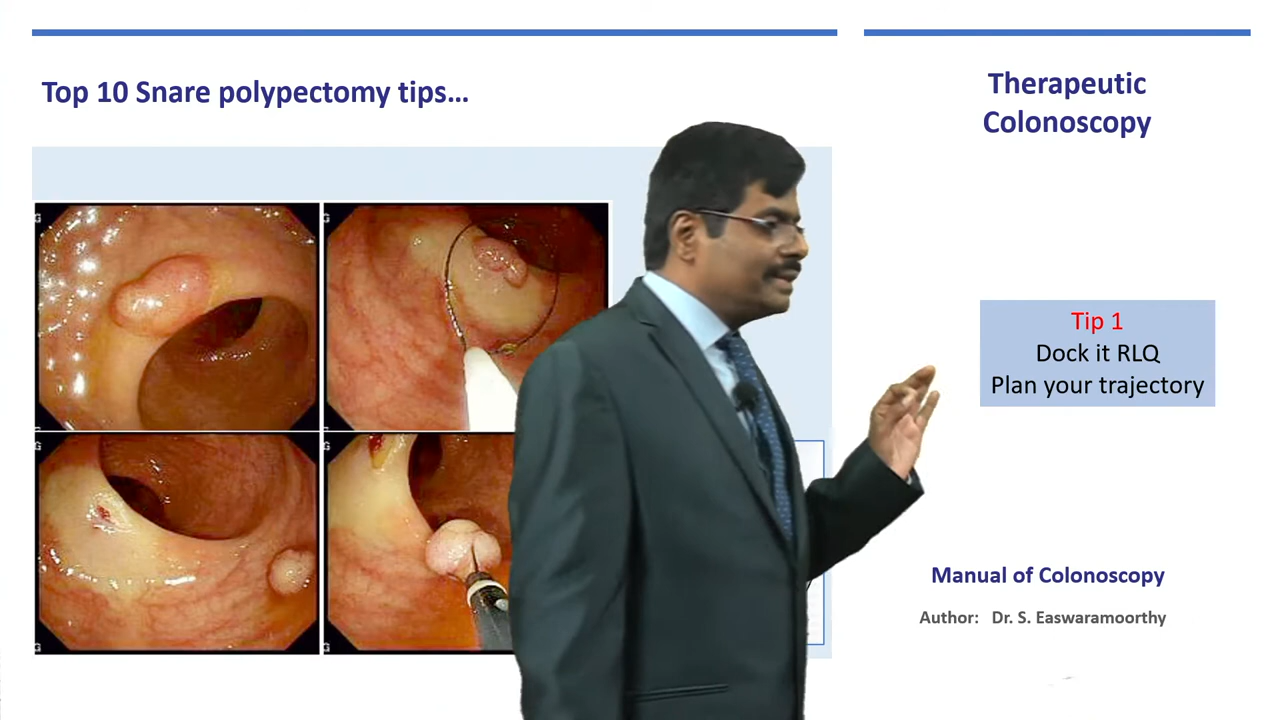 Top 10 Snare polypectomy tips...
Therapeutic
Colonoscopy
Tip 1
Dock it RLQ
Plan your trajectory
Manual of Colonoscopy
Author: Dr. S. Easwaramoorthy
G
G
G
G